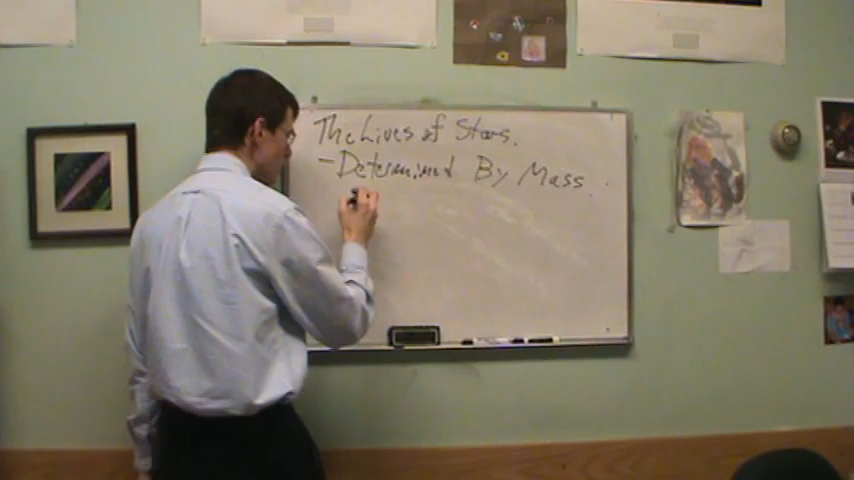 The Lives of Stars.
- Determined By Mass